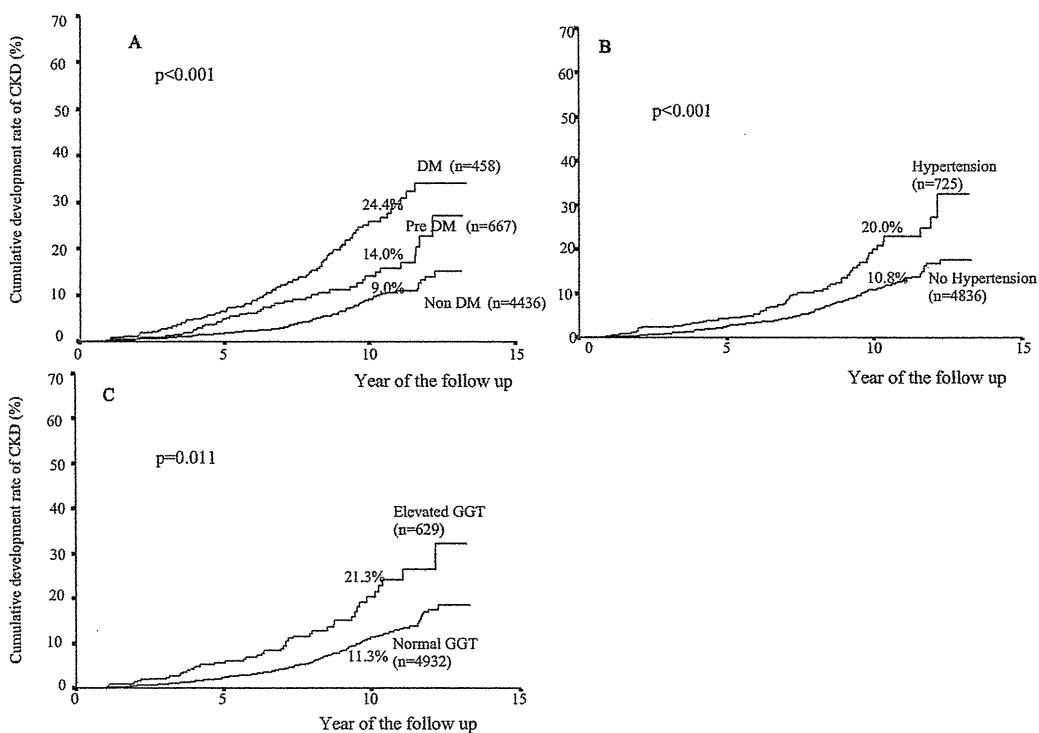 A
p<0.001
Cumulative development rate of CKD (%)
70
60
50
40
30
20
10
0
DM (n=458)
24.4%
Pre DM (n=667)
14.0%
9.0%
Non DM (n=4436)
5
10
15
Year of the follow up
B
p<0.001
70
60
50
40
30
20
10
0
Hypertension
(n=725)
20.0%
10.8%
No Hypertension
(n=4836)
0
5
10
15
Year of the follow up
C
p=0.011
Cumulative development rate of CKD (%)
70
60
50
40
30
20
10
0
Elevated GGT
(n=629)
21.3%
Normal GGT
11.3%
(n=4932)
5
10
15
Year of the follow up